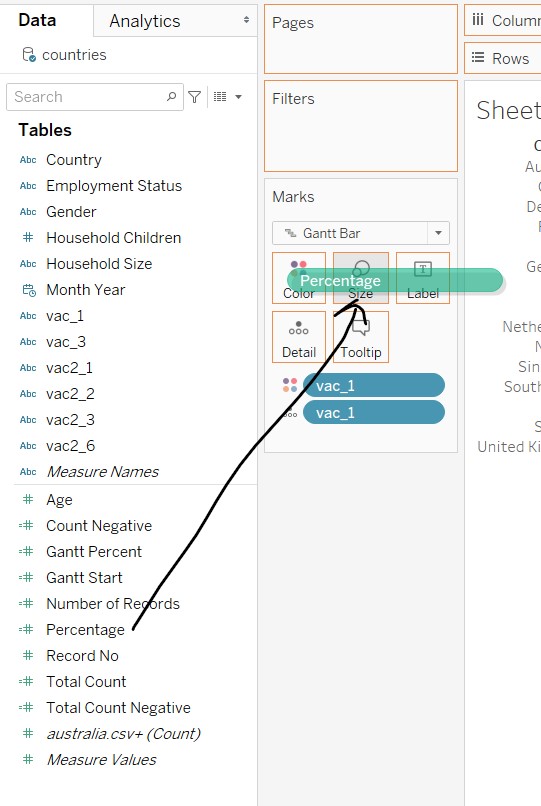 Data
Analytics
countries
Search
Tables
Abc Country
Abc Employment Status
Abc Gender
# Household Children
Abc Household Size
Month Year
Abc vac_1
Abc vac_3
Abc vac2_1
Abc vac2_2
Abc vac2_3
Abc vac2_6
Abc Measure Names
# Age
=# Count Negative
=# Gantt Percent
=# Gantt Start
=# Number of Records
=# Percentage
# Record No
=# Total Count
=# Total Count Negative
# australia.csv+ (Count)
# Measure Values
Pages
Filters
Marks
Gantt Bar
Percentage
Color
Size
T
Label
Detail
Tooltip
vac_1
vac_1
iii Column
Rows
Sheet
C
Au
De
Ge
Nethe
N
Sin
South
S
United Ki